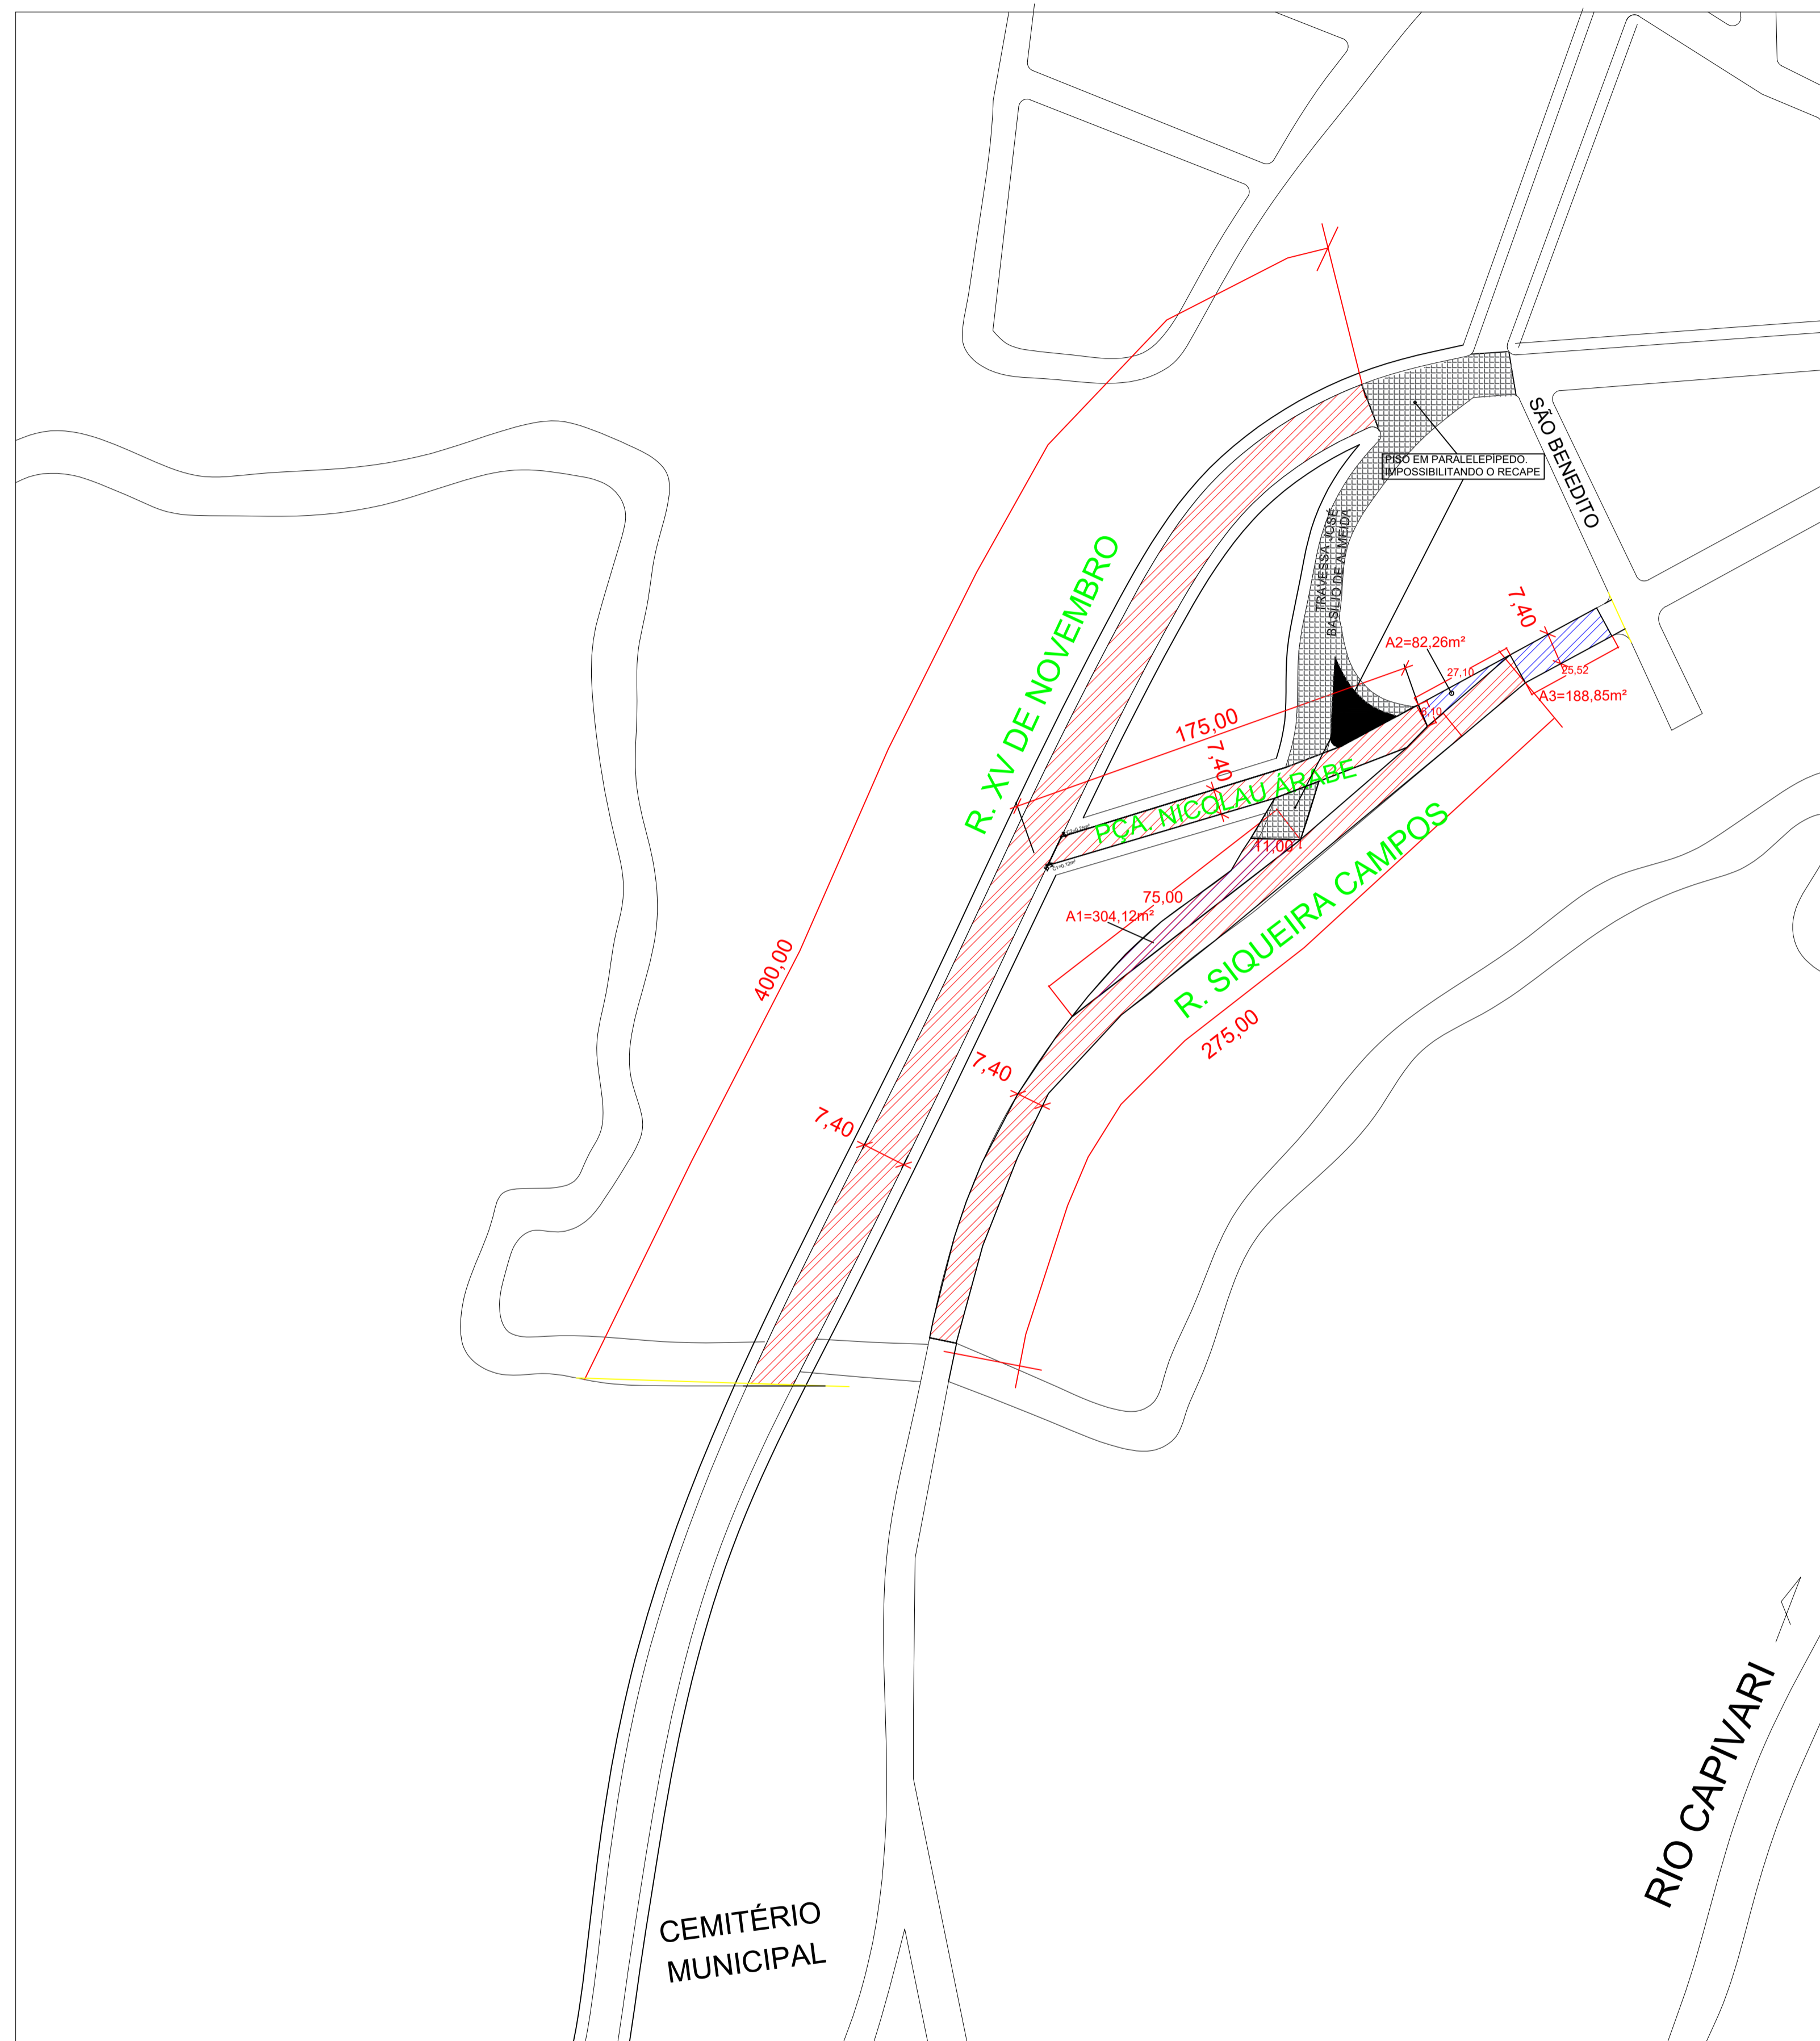 SÃO BENEDITO
PISO EM PARALELEPÍPEDO.
IMPOSSIBILITANDO O RECAPE
TRAVESSA JOSÉ
BASILIO DE ALMEIDA
R. XV DE NOVEMBRO
7,40
A2=82,26m²
27,10
25,52
A3=188,85m²
175,00
7,40
PÇA. NICOLAU ÁRABE
11,00
75,00
A1=304,12m²
R. SIQUEIRA CAMPOS
400,00
275,00
7,40
7,40
RIO CAPIVARI
CEMITÉRIO
MUNICIPAL